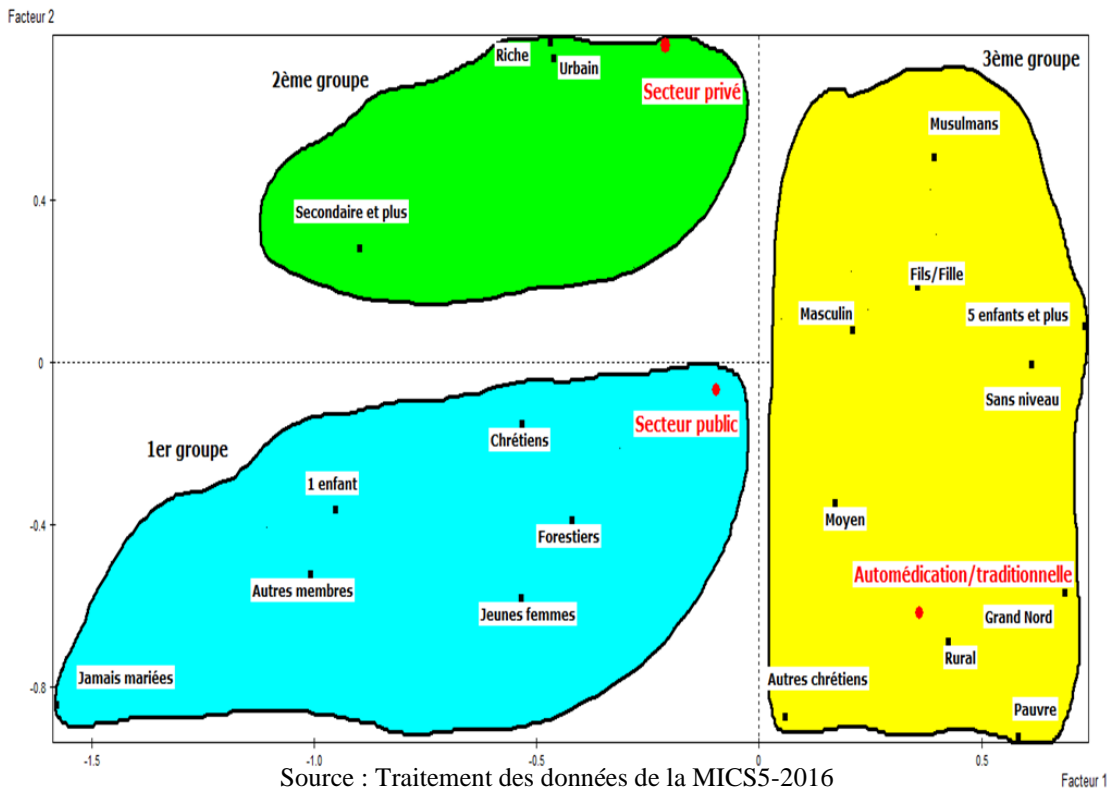 Facteur 2
Riche
Urbain
2ème groupe
Secteur privé
3ème groupe
Musulmans
0.4
Secondaire et plus
Fils/Fille
Masculin
5 enfants et plus
0
Sans niveau
Secteur public
Chrétiens
1er groupe
1 enfant
Moyen
-0.4
Forestiers
Automédication/traditionnelle
Autres membres
Jeunes femmes
Grand Nord
Rural
Jamais mariées
Autres chrétiens
-0.8
Pauvre
-1.5
-1.0
-0.5
0
0.5
Source : Traitement des données de la MICS5-2016
Facteur 1